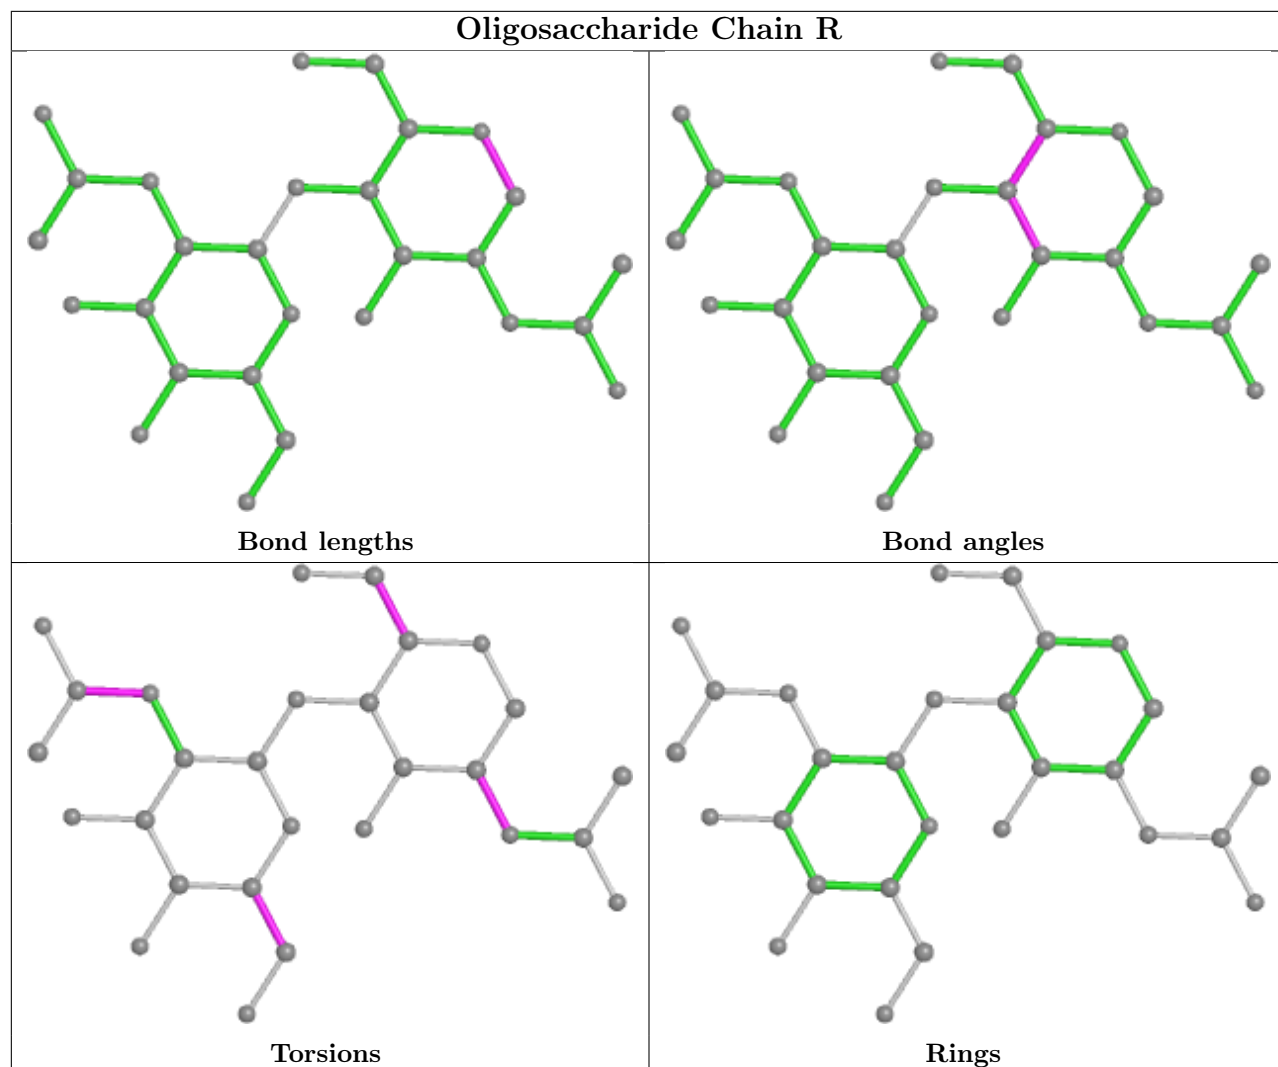 Oligosaccharide Chain R
Bond lengths
Bond angles
Torsions
Rings